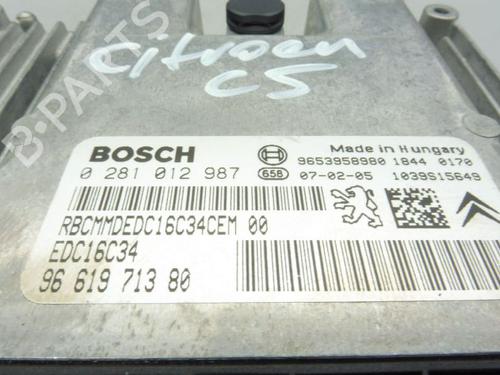 Citroen
C5
B-PARTS
BOSCH
Made in Hungary
0 281 012 987
9653958980 1844 0170
658 07-02-05 1039S15649
RBCMMDEDC16C34CEM 00
EDC16C34
96 619 713 80